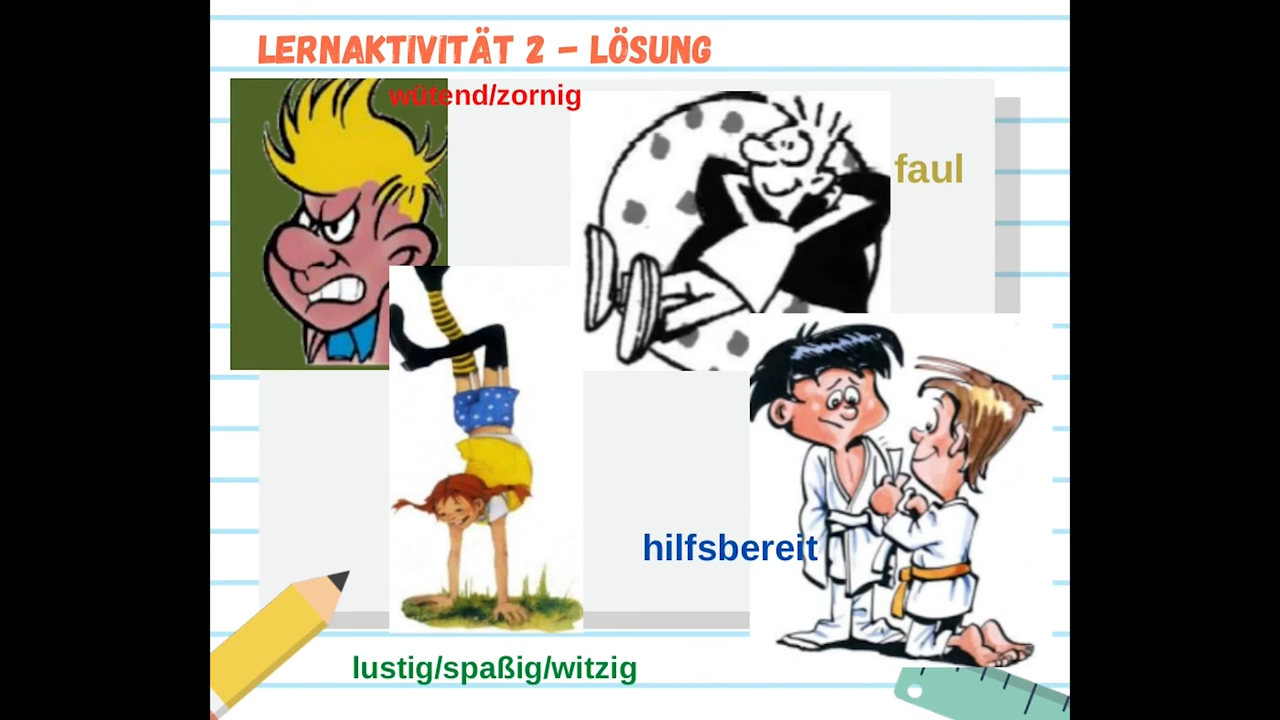 LERNAKTIVITÄT 2 – LÖSUNG
wütend/zornig
faul
hilfsbereit
lustig/spaßig/witzig